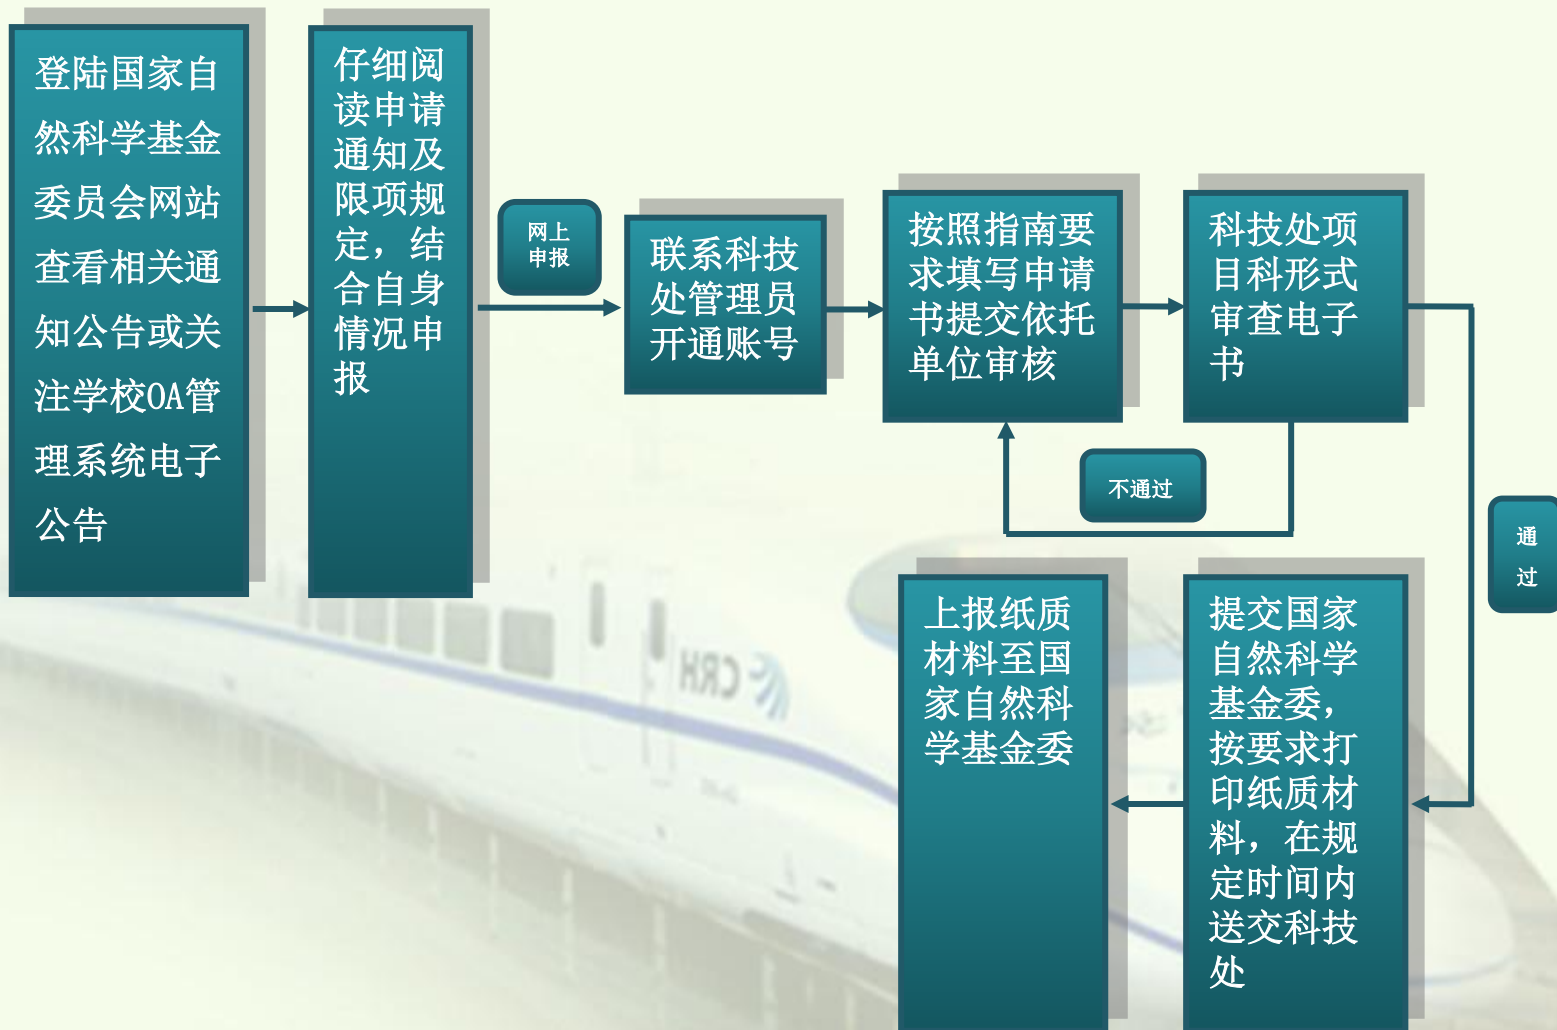 登陆国家自
然科学基金
委员会网站
查看相关通
知公告或关
注学校OA管
理系统电子
公告
仔细阅
读申请
通知及
限项规
定，结
合自身
情况申
报
网上
申报
联系科技
处管理员
开通账号
按照指南要
求填写申请
书提交依托
单位审核
科技处项
目科形式
审查电子
书
不通过
通
过
提交国家
自然科学
基金委，
按要求打
印纸质材
料，在规
定时间内
送交科技
处
上报纸质
材料至国
家自然科
学基金委
CRH